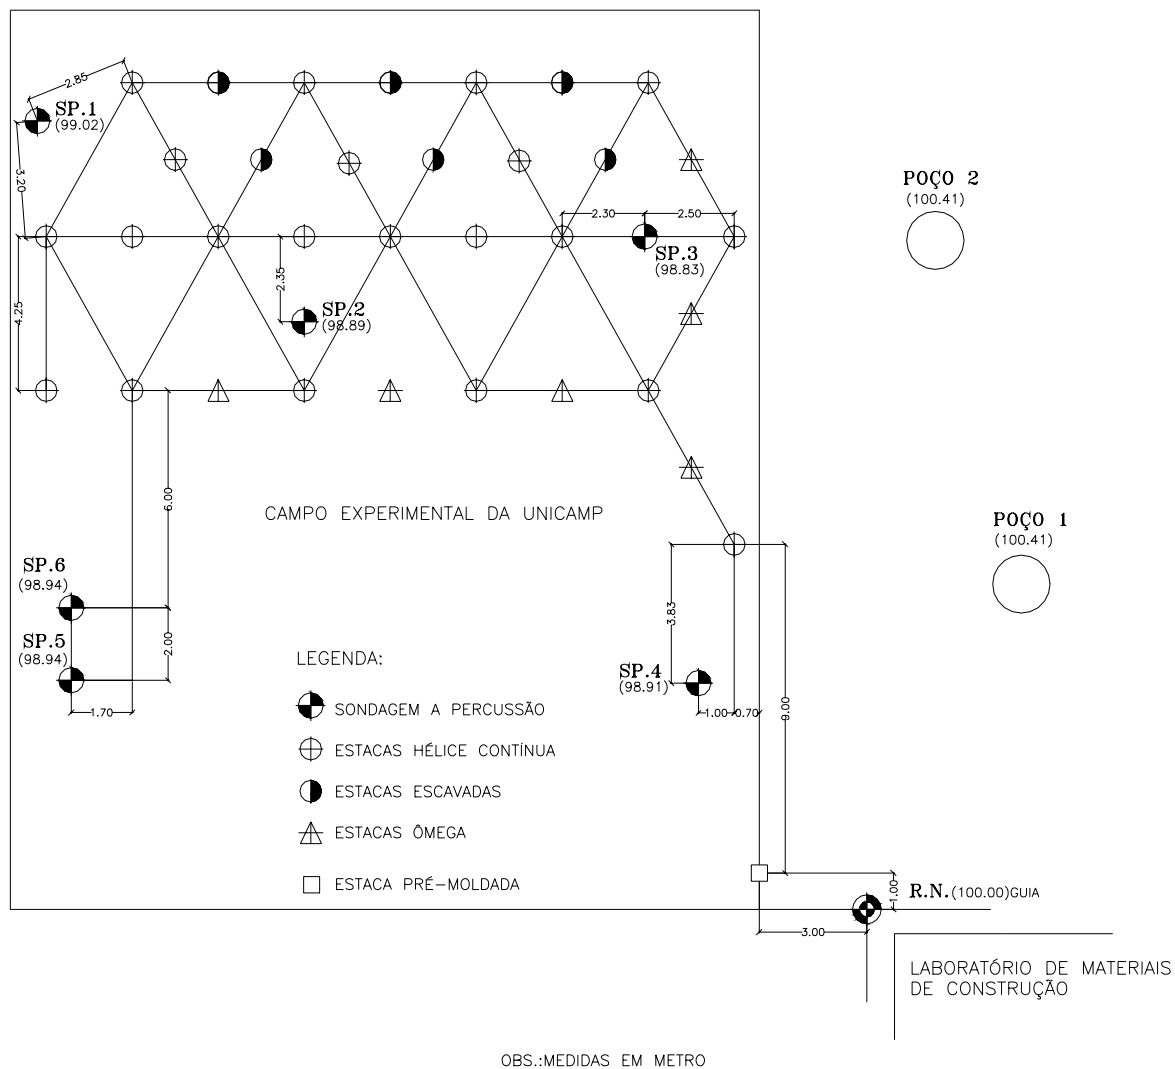 2.85
SP.1
(99.02)
3.20
POÇO 2
(100.41)
2.30
2.50
SP.3
(98.83)
2.35
4.25
SP.2
(98.89)
6.00
CAMPO EXPERIMENTAL DA UNICAMP
POÇO 1
(100.41)
SP.6
(98.94)
2.00
SP.5
(98.94)
1.70
3.83
SP.4
(98.91)
1.00
0.70
9.00
LEGENDA:
SONDAGEM A PERCUSSÃO
ESTACAS HÉLICE CONTÍNUA
ESTACAS ESCAVADAS
ESTACAS ÔMEGA
ESTACA PRÉ-MOLDADA
1.00
R.N.(100.00)GUIA
3.00
LABORATÓRIO DE MATERIAIS
DE CONSTRUÇÃO
OBS.:MEDIDAS EM METRO